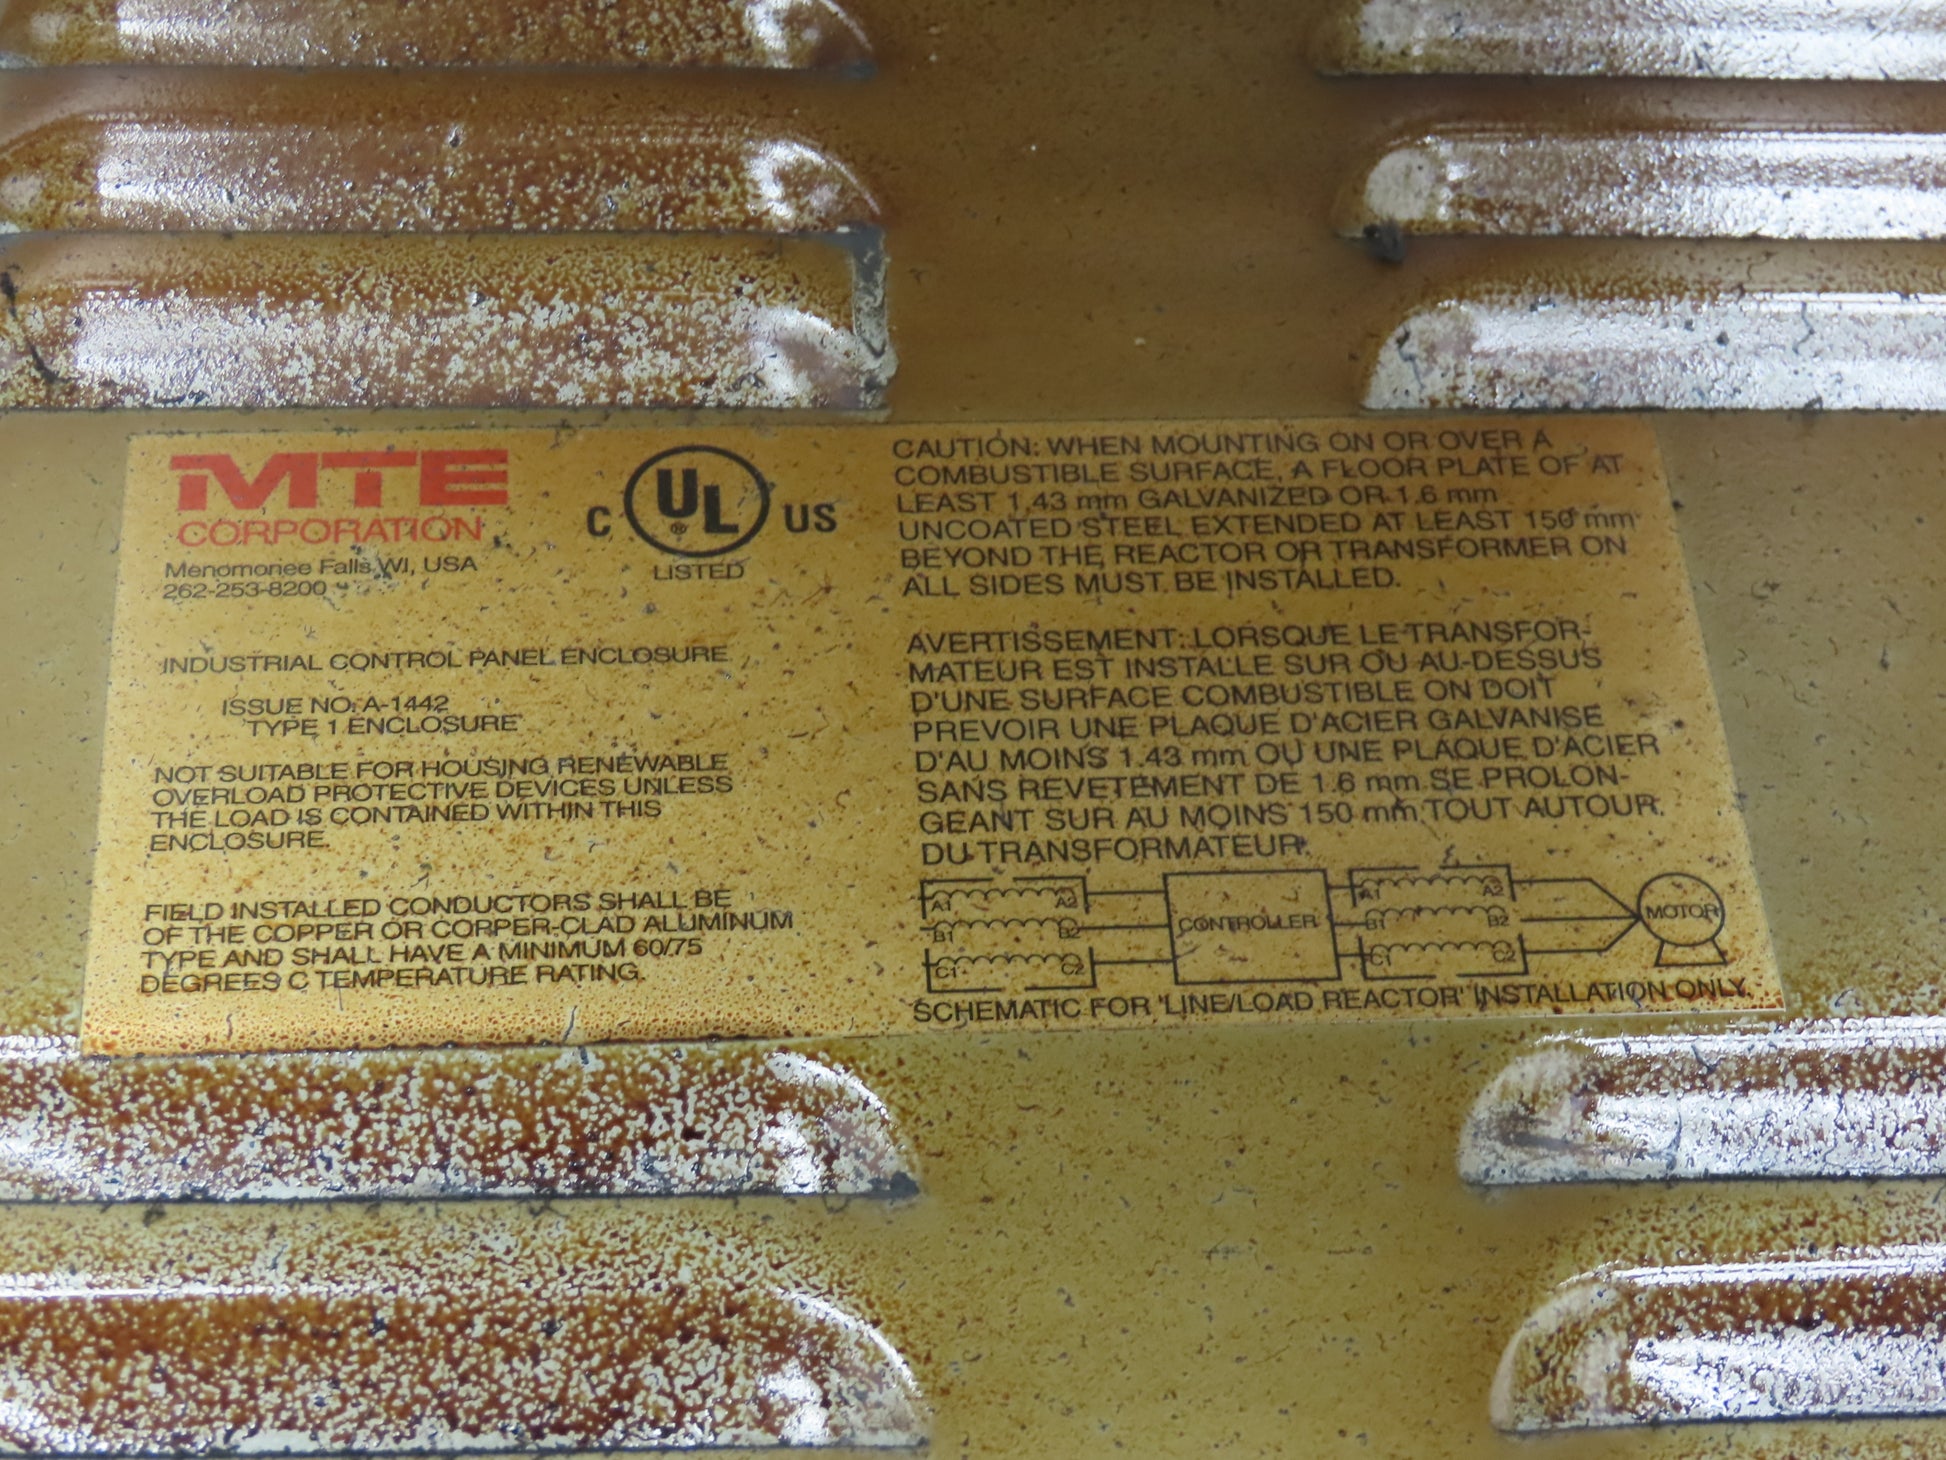 MTE
CORPORATION
Menomonee Falls, WI, USA
262-253-8200
C UL ® US
LISTED
INDUSTRIAL CONTROL PANEL ENCLOSURE
ISSUE NO. A-1442
TYPE 1 ENCLOSURE
NOT SUITABLE FOR HOUSING RENEWABLE
OVERLOAD PROTECTIVE DEVICES UNLESS
THE LOAD IS CONTAINED WITHIN THIS
ENCLOSURE.
FIELD INSTALLED CONDUCTORS SHALL BE
OF THE COPPER OR COPPER-CLAD ALUMINUM
TYPE AND SHALL HAVE A MINIMUM 60/75
DEGREES C TEMPERATURE RATING.
CAUTION: WHEN MOUNTING ON OR OVER A
COMBUSTIBLE SURFACE, A FLOOR PLATE OF AT
LEAST 1.43 mm GALVANIZED OR 1.6 mm
UNCOATED STEEL EXTENDED AT LEAST 150 mm
BEYOND THE REACTOR OR TRANSFORMER ON
ALL SIDES MUST BE INSTALLED.
AVERTISSEMENT: LORSQUE LE TRANSFOR-
MATEUR EST INSTALLE SUR OU AU-DESSUS
D'UNE SURFACE COMBUSTIBLE ON DOIT
PREVOIR UNE PLAQUE D'ACIER GALVANISE
D'AU MOINS 1.43 mm OU UNE PLAQUE D'ACIER
SANS REVETEMENT DE 1.6 mm SE PROLON-
GEANT SUR AU MOINS 150 mm TOUT AUTOUR
DU TRANSFORMATEUR.
A1 A2 A1 A2
B1 B2 CONTROLLER B1 B2 MOTOR
C1 C2 C1 C2
SCHEMATIC FOR 'LINE/LOAD REACTOR' INSTALLATION ONLY.